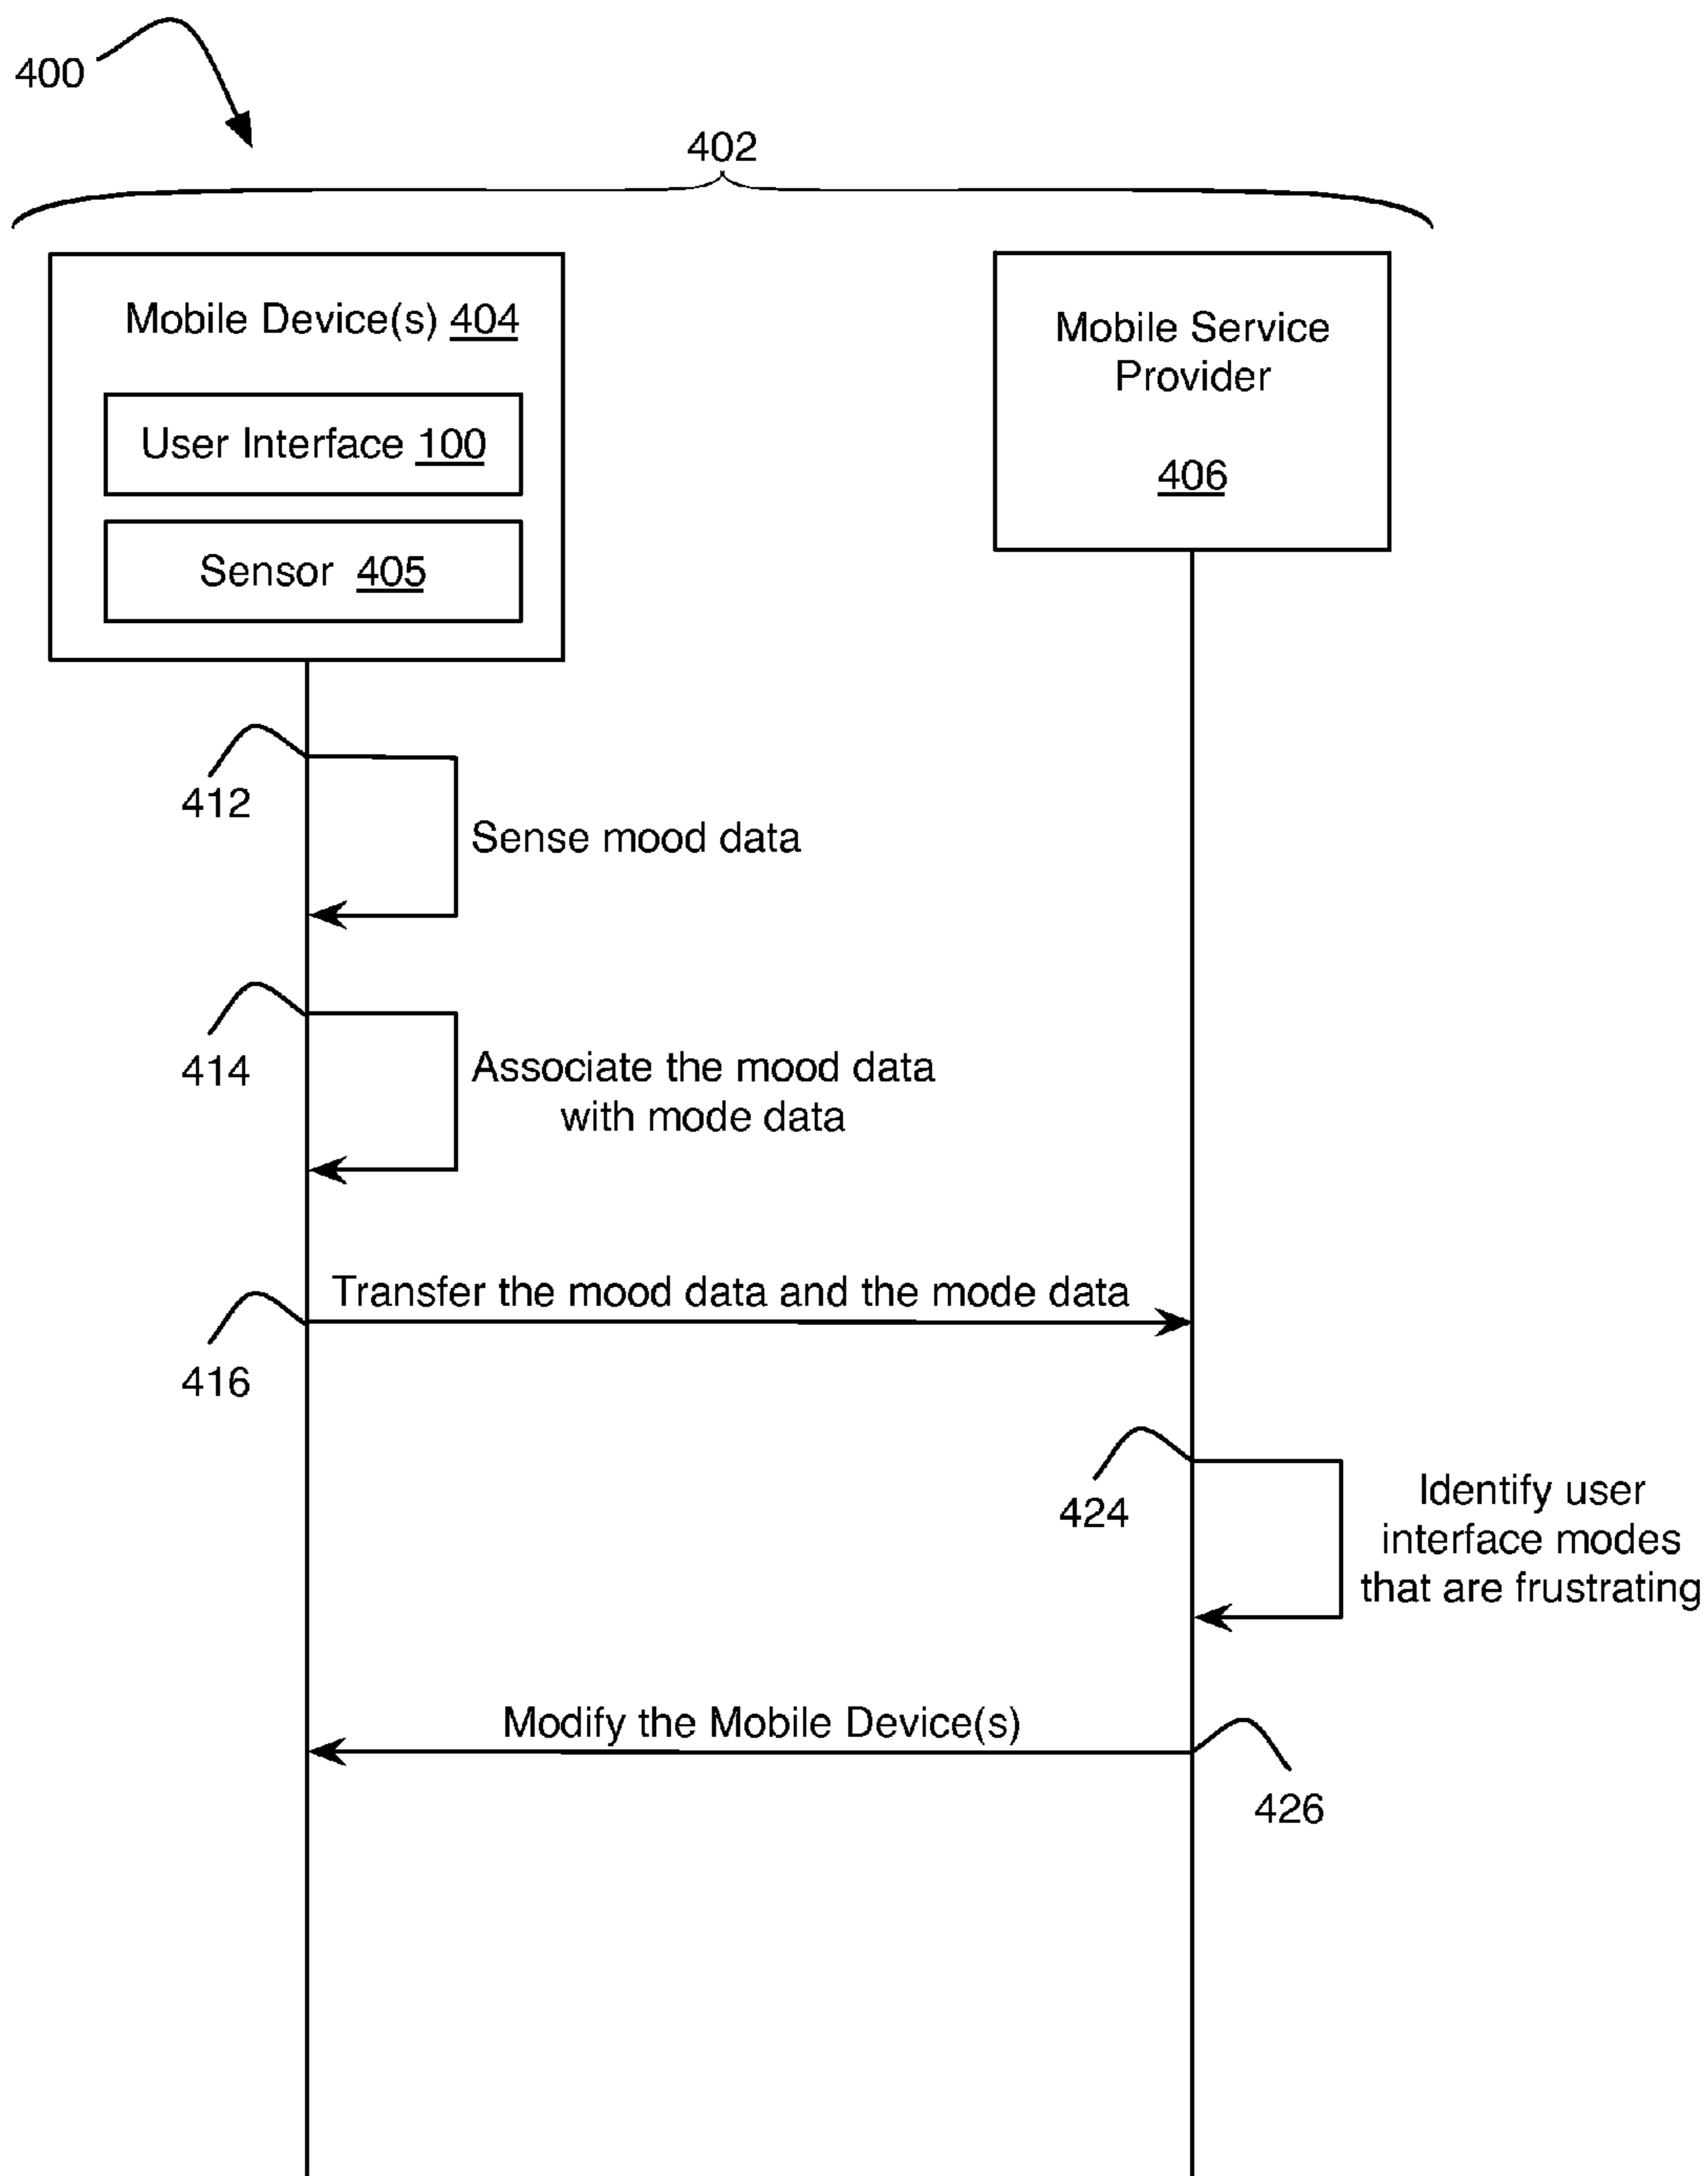 400
402
Mobile Device(s) 404
User Interface 100
Sensor 405
Mobile Service
Provider
406
412
Sense mood data
414
Associate the mood data
with mode data
Transfer the mood data and the mode data
416
424
Identify user
interface modes
that are frustrating
Modify the Mobile Device(s)
426